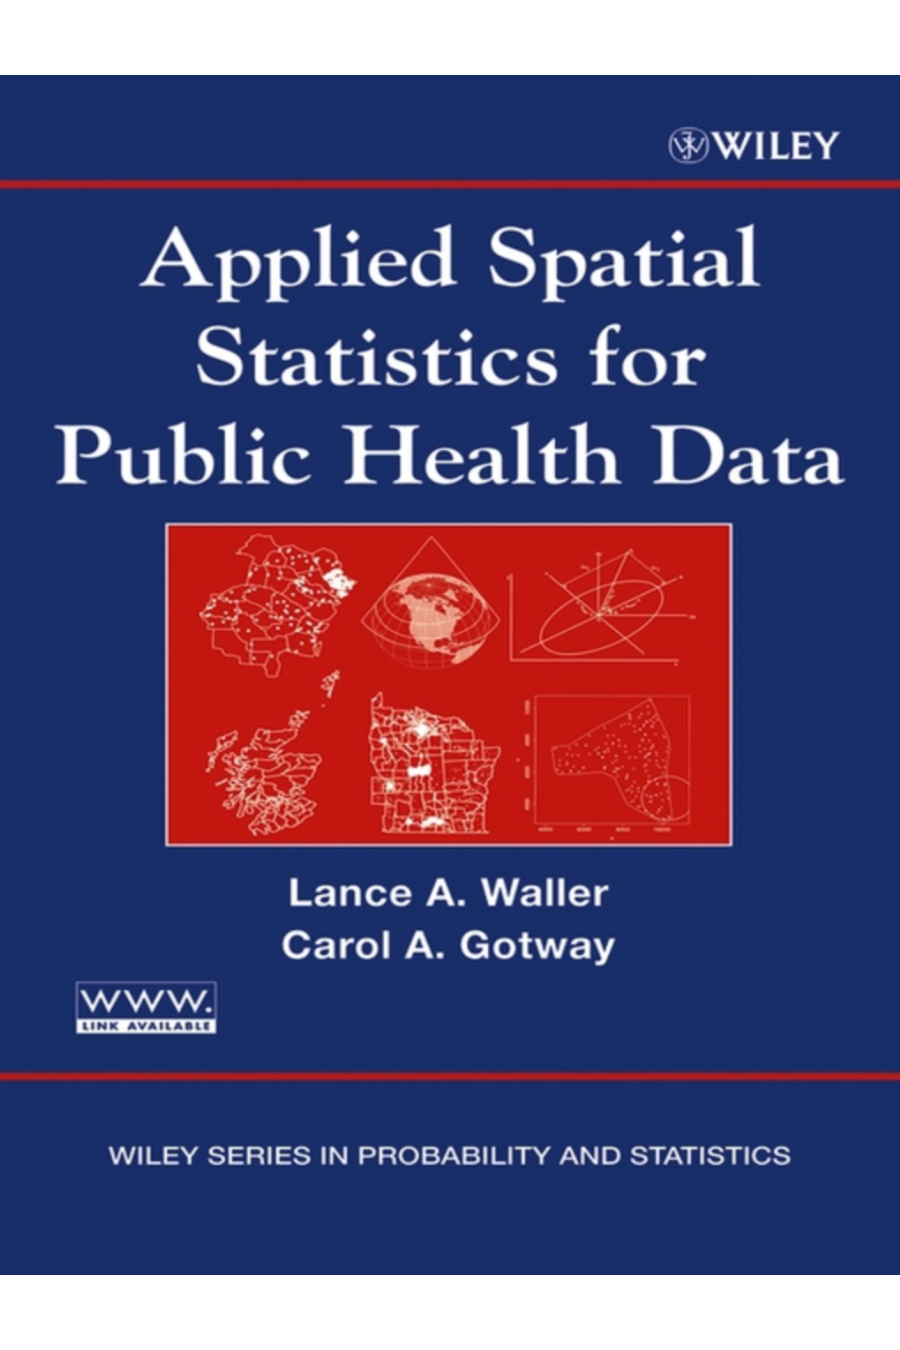 WILEY
Applied Spatial
Statistics for
Public Health Data
Lance A. Waller
Carol A. Gotway
WWW.
LINK AVAILABLE
WILEY SERIES IN PROBABILITY AND STATISTICS